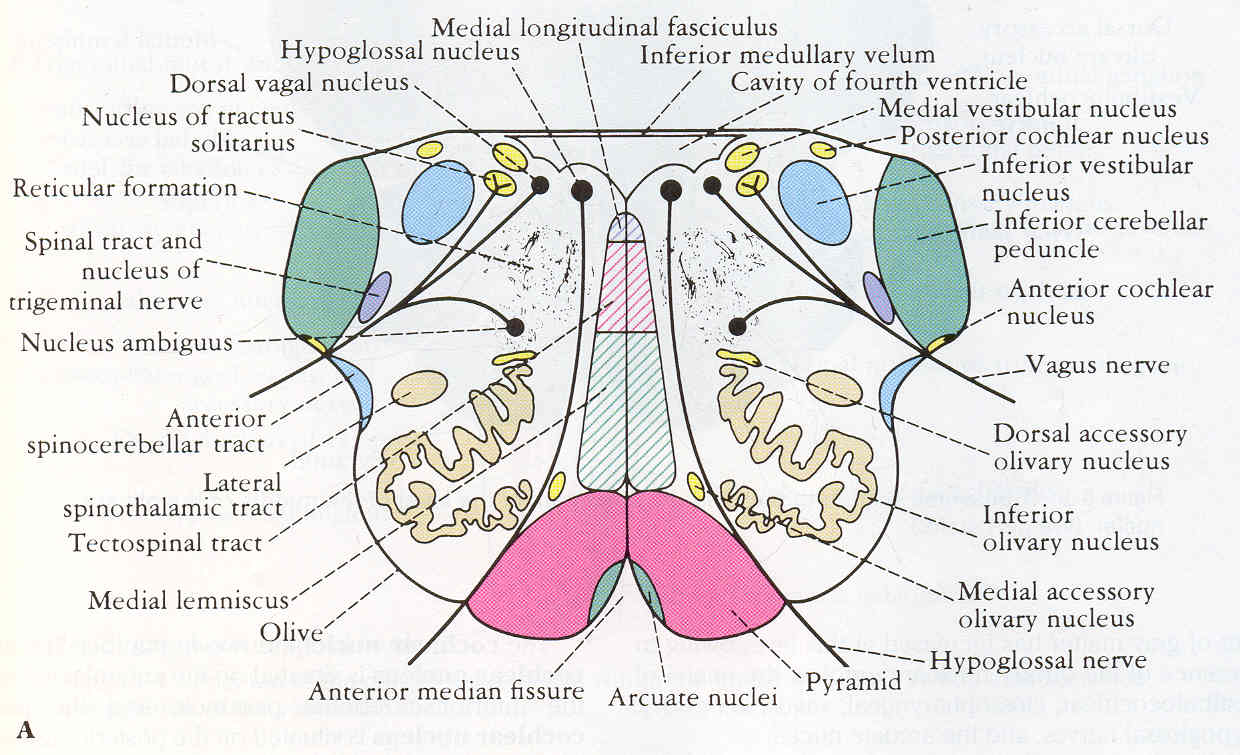 Medial longitudinal fasciculus
Hypoglossal nucleus
Dorsal vagal nucleus
Nucleus of tractus
solitarius
Reticular formation
Spinal tract and
nucleus of
trigeminal nerve
Nucleus ambiguus
Anterior
spinocerebellar tract
Lateral
spinothalamic tract
Tectospinal tract
Medial lemniscus
Olive
Anterior median fissure
Arcuate nuclei
Pyramid
Inferior medullary velum
Cavity of fourth ventricle
Medial vestibular nucleus
Posterior cochlear nucleus
Inferior vestibular
nucleus
Inferior cerebellar
peduncle
Anterior cochlear
nucleus
Vagus nerve
Dorsal accessory
olivary nucleus
Inferior
olivary nucleus
Medial accessory
olivary nucleus
Hypoglossal nerve
A